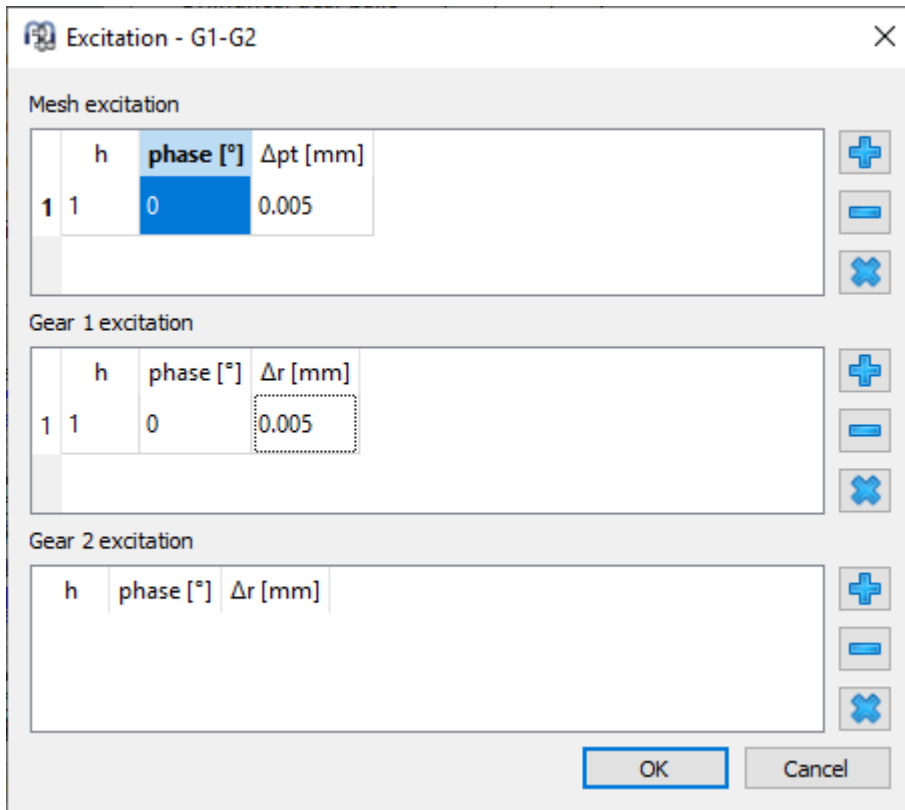 Excitation - G1-G2
Mesh excitation
h phase [°] Δpt [mm]
1 1 0 0.005
Gear 1 excitation
h phase [°] Δr [mm]
1 1 0 0.005
Gear 2 excitation
h phase [°] Δr [mm]
OK Cancel